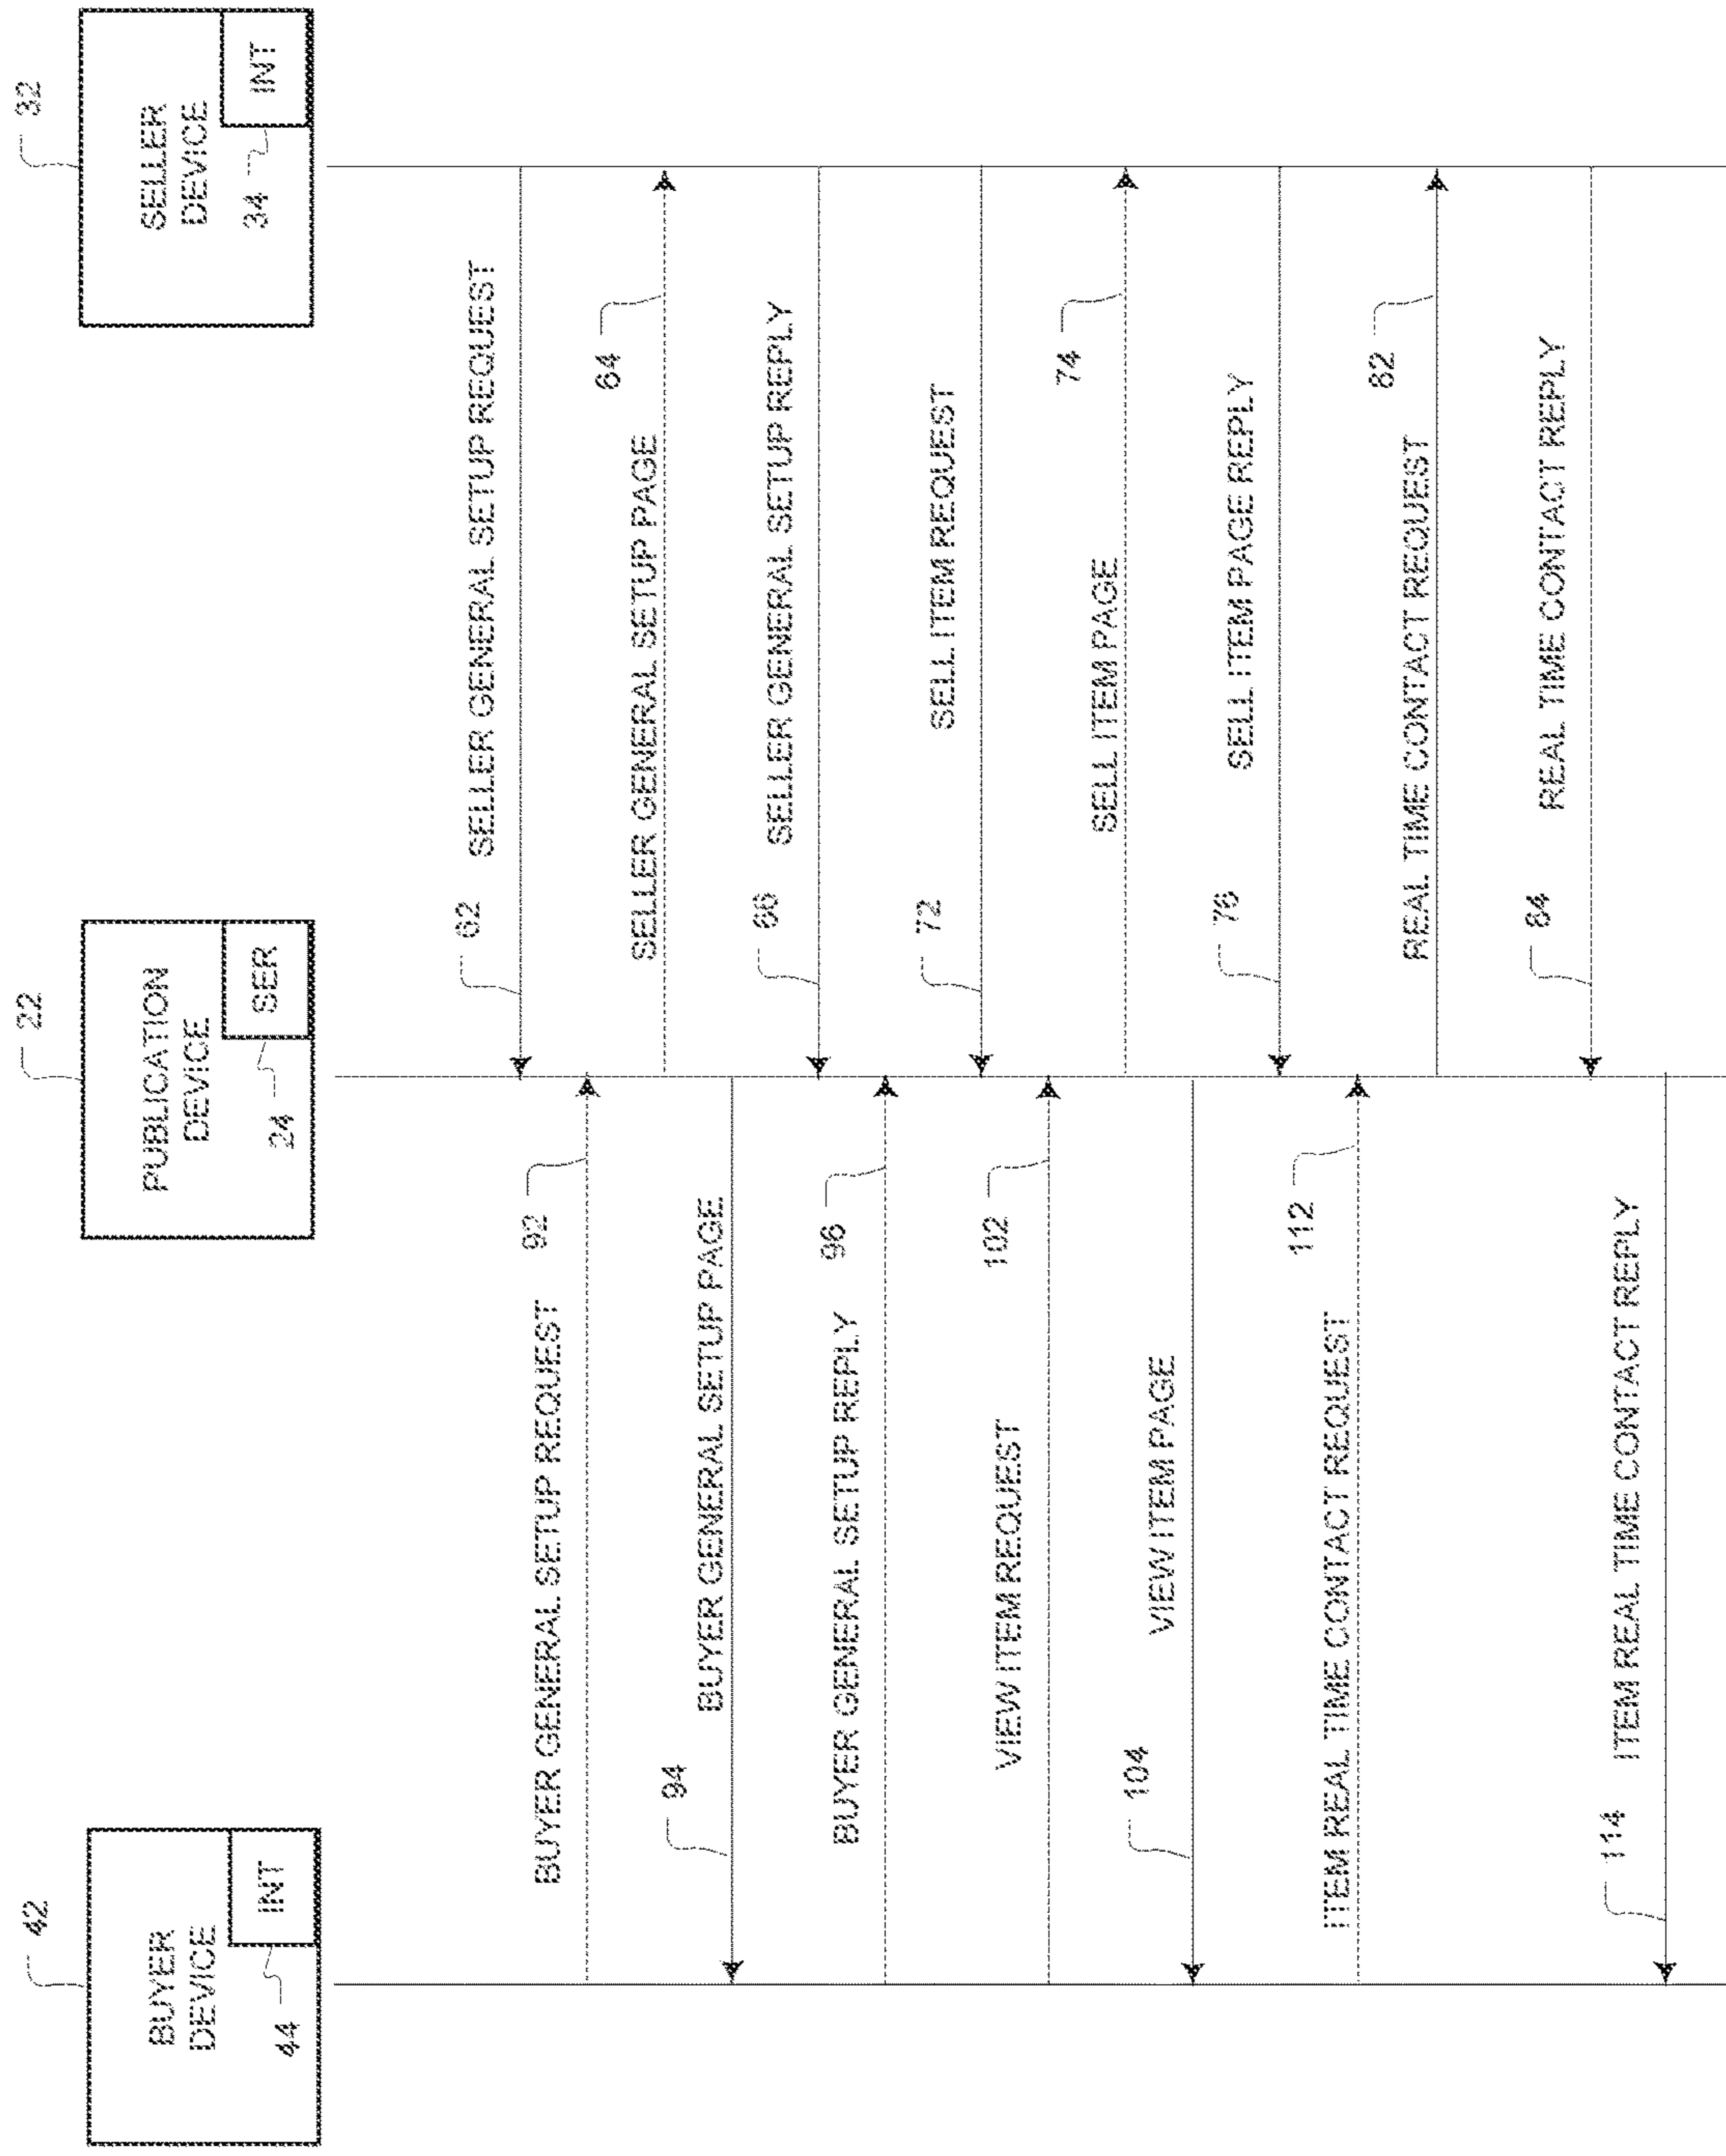 42
BUYER
DEVICE
INT
44
22
PUBLICATION
DEVICE
SER
24
32
SELLER
DEVICE
INT
34
62
SELLER GENERAL SETUP REQUEST
BUYER GENERAL SETUP REQUEST
92
SELLER GENERAL SETUP PAGE
64
94
BUYER GENERAL SETUP PAGE
66
SELLER GENERAL SETUP REPLY
BUYER GENERAL SETUP REPLY
96
72
SELL ITEM REQUEST
VIEW ITEM REQUEST
102
SELL ITEM PAGE
74
104
VIEW ITEM PAGE
76
SELL ITEM PAGE REPLY
ITEM REAL TIME CONTACT REQUEST
112
REAL TIME CONTACT REQUEST
82
84
REAL TIME CONTACT REPLY
114
ITEM REAL TIME CONTACT REPLY